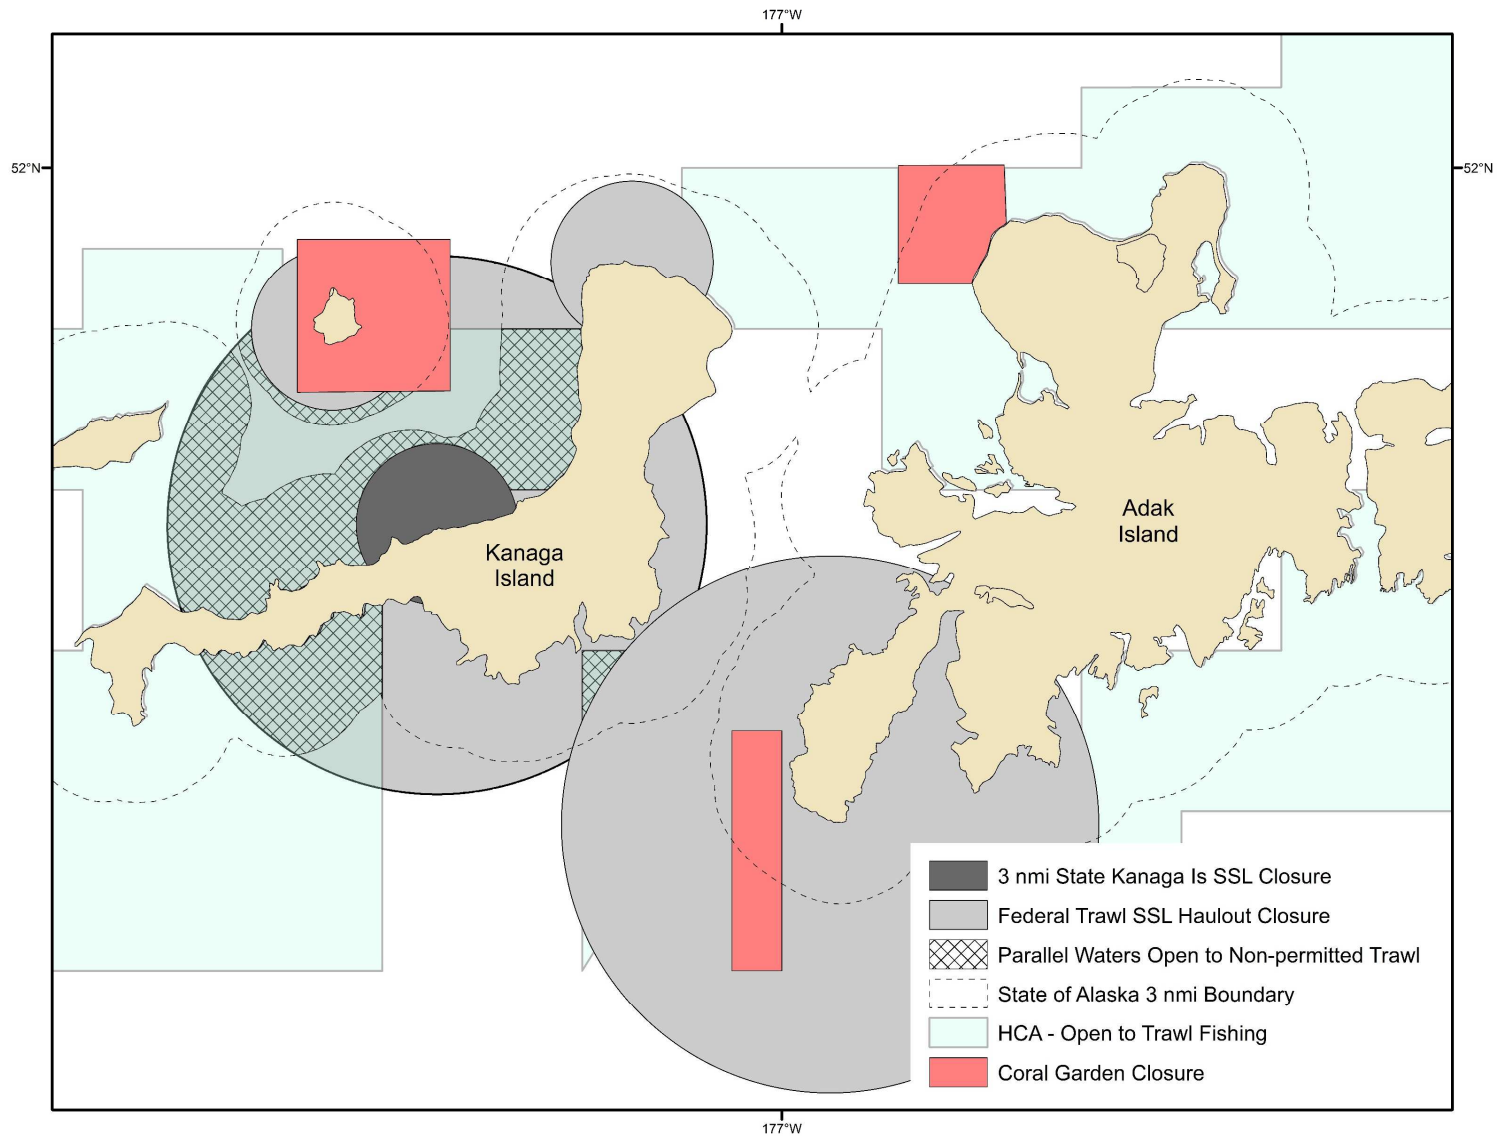 177°W
52°N
52°N
Adak
Island
Kanaga
Island
3 nmi State Kanaga Is SSL Closure
Federal Trawl SSL Haulout Closure
Parallel Waters Open to Non-permitted Trawl
State of Alaska 3 nmi Boundary
HCA - Open to Trawl Fishing
Coral Garden Closure
177°W